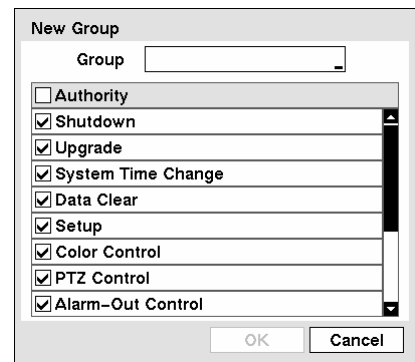 New Group
Group
Authority
Shutdown
Upgrade
System Time Change
Data Clear
Setup
Color Control
PTZ Control
Alarm-Out Control
OK Cancel